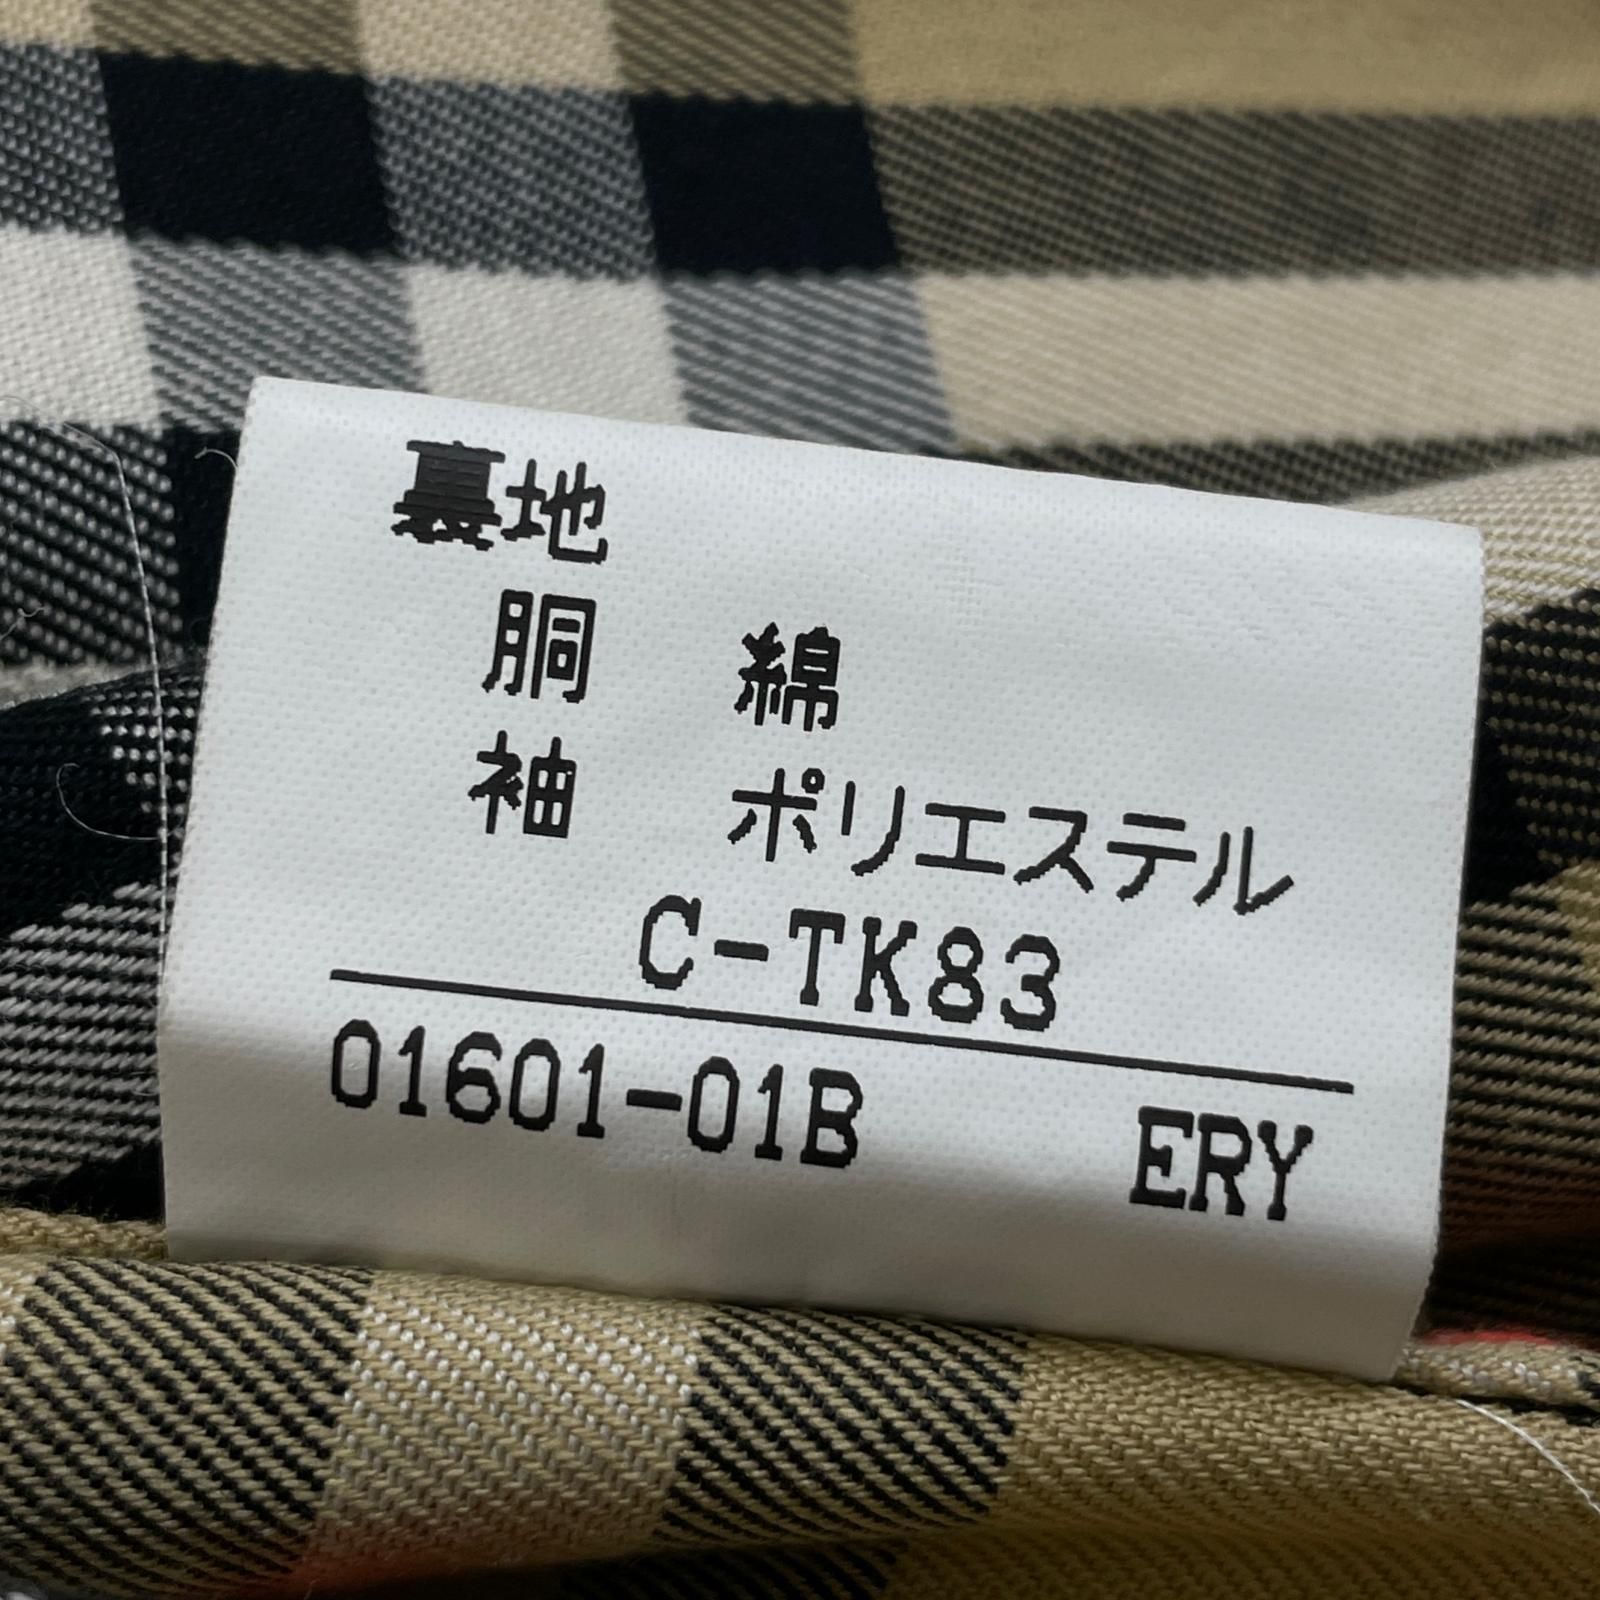 裏地
胴 綿
袖 ポリエステル
C-TK83
01601-01B ERY